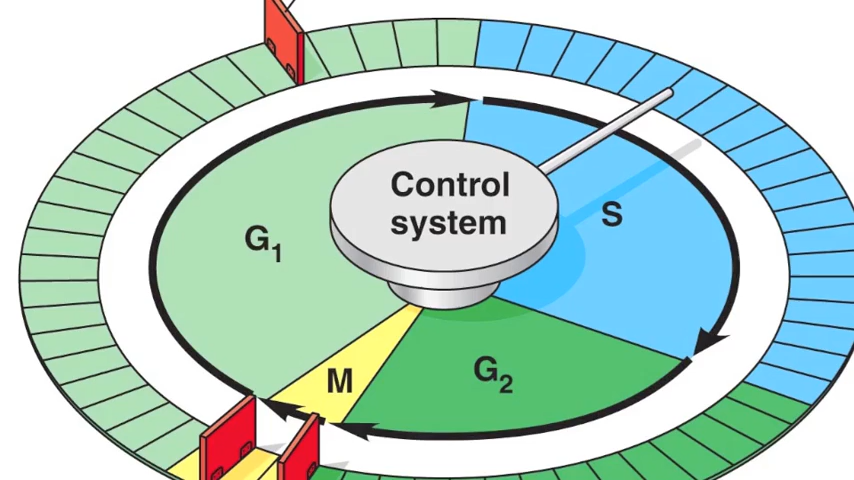 Control
system
G₁
S
M
G₂